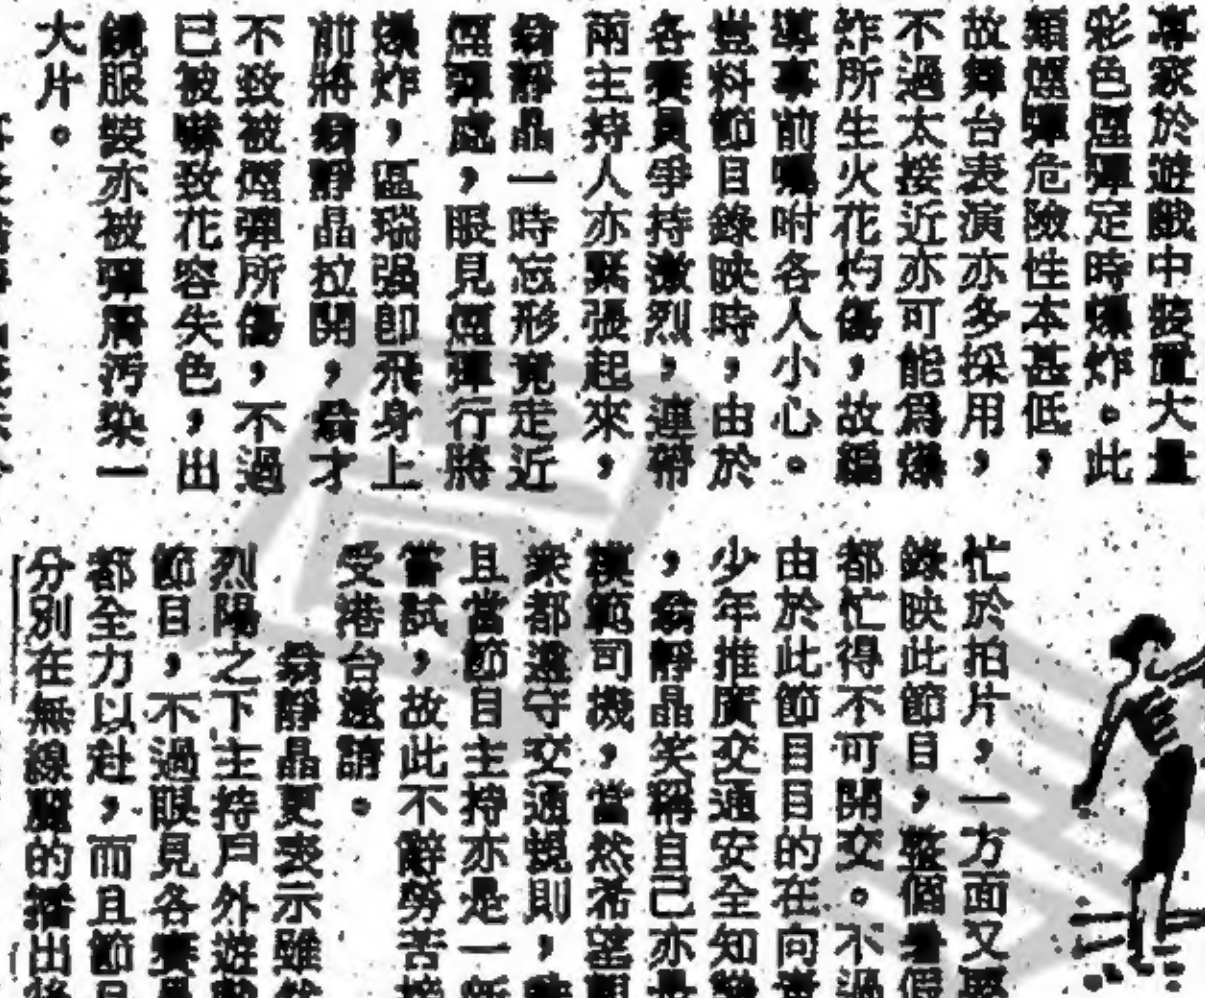 專家於遊戲中裝置大量
彩色煙彈定時爆炸。此
類煙彈危險性本甚低，
故舞台表演亦多採用，
不過太接近亦可能為爆
炸所生火花灼傷，故編
導事前囑咐各人小心。
豈料節目錄映時，由於
各賽員爭持激烈，連帶
兩主持人亦緊張起來，
翁靜晶一時忘形竟走近
煙彈處，眼見煙彈行將
爆炸，區瑞强即飛身上
前將翁靜晶拉開，翁才
不致被煙彈所傷，不過
已被嚇致花容失色，出
鏡服裝亦被彈屑污染一
大片。
忙於拍片，一方面又要
錄映此節目，整個暑假
都忙得不可開交。不過
由於此節目目的在向
少年推廣交通安全知識
，翁靜晶笑稱自己亦是
模範司機，當然希望觀
衆都遵守交通規則，
且當節目主持亦是一新
嘗試，故此不辭勞苦接
受港台邀請。
翁靜晶更表示雖然
烈陽之下主持戶外遊戲
節目，不過眼見各賽員
都全力以赴，而且節目
分別在無線麗的播出